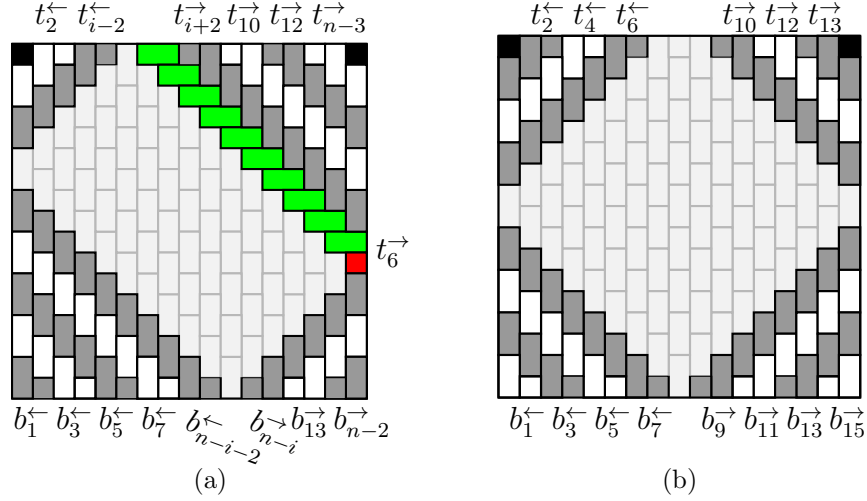 t_2^← t_{i-2}^← t_{i+2}^→ t_{10}^→ t_{12}^→ t_{n-3}^→
t_6^→
b_1^← b_3^← b_5^← b_7^← b_{n-i-2}^← b_{n-i}^→ b_{13}^→ b_{n-2}^→
(a)
t_2^← t_4^← t_6^← t_{10}^→ t_{12}^→ t_{13}^→
b_1^← b_3^← b_5^← b_7^← b_9^→ b_{11}^→ b_{13}^→ b_{15}^→
(b)